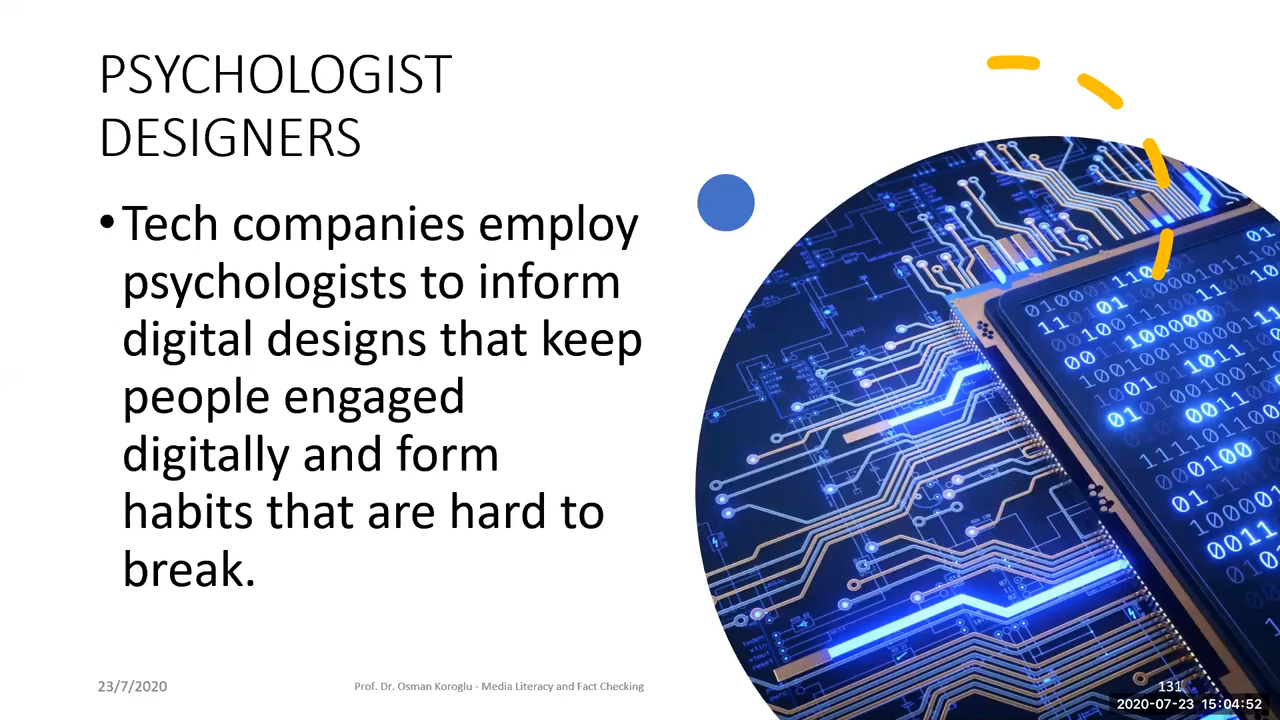 PSYCHOLOGIST
DESIGNERS
•Tech companies employ
psychologists to inform
digital designs that keep
people engaged
digitally and form
habits that are hard to
break.
23/7/2020
Prof. Dr. Osman Koroglu - Media Literacy and Fact Checking
131
2020-07-23 15:04:52